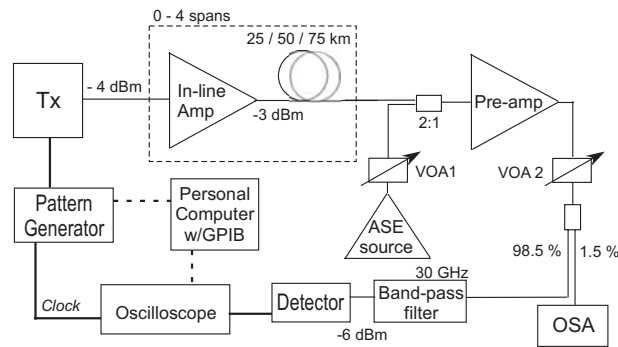 0 - 4 spans
25 / 50 / 75 km
Tx
- 4 dBm
In-line
Amp
-3 dBm
2:1
Pre-amp
VOA1
VOA 2
ASE
source
Pattern
Generator
Personal
Computer
w/GPIB
98.5 %
1.5 %
Clock
Oscilloscope
Detector
-6 dBm
30 GHz
Band-pass
filter
OSA